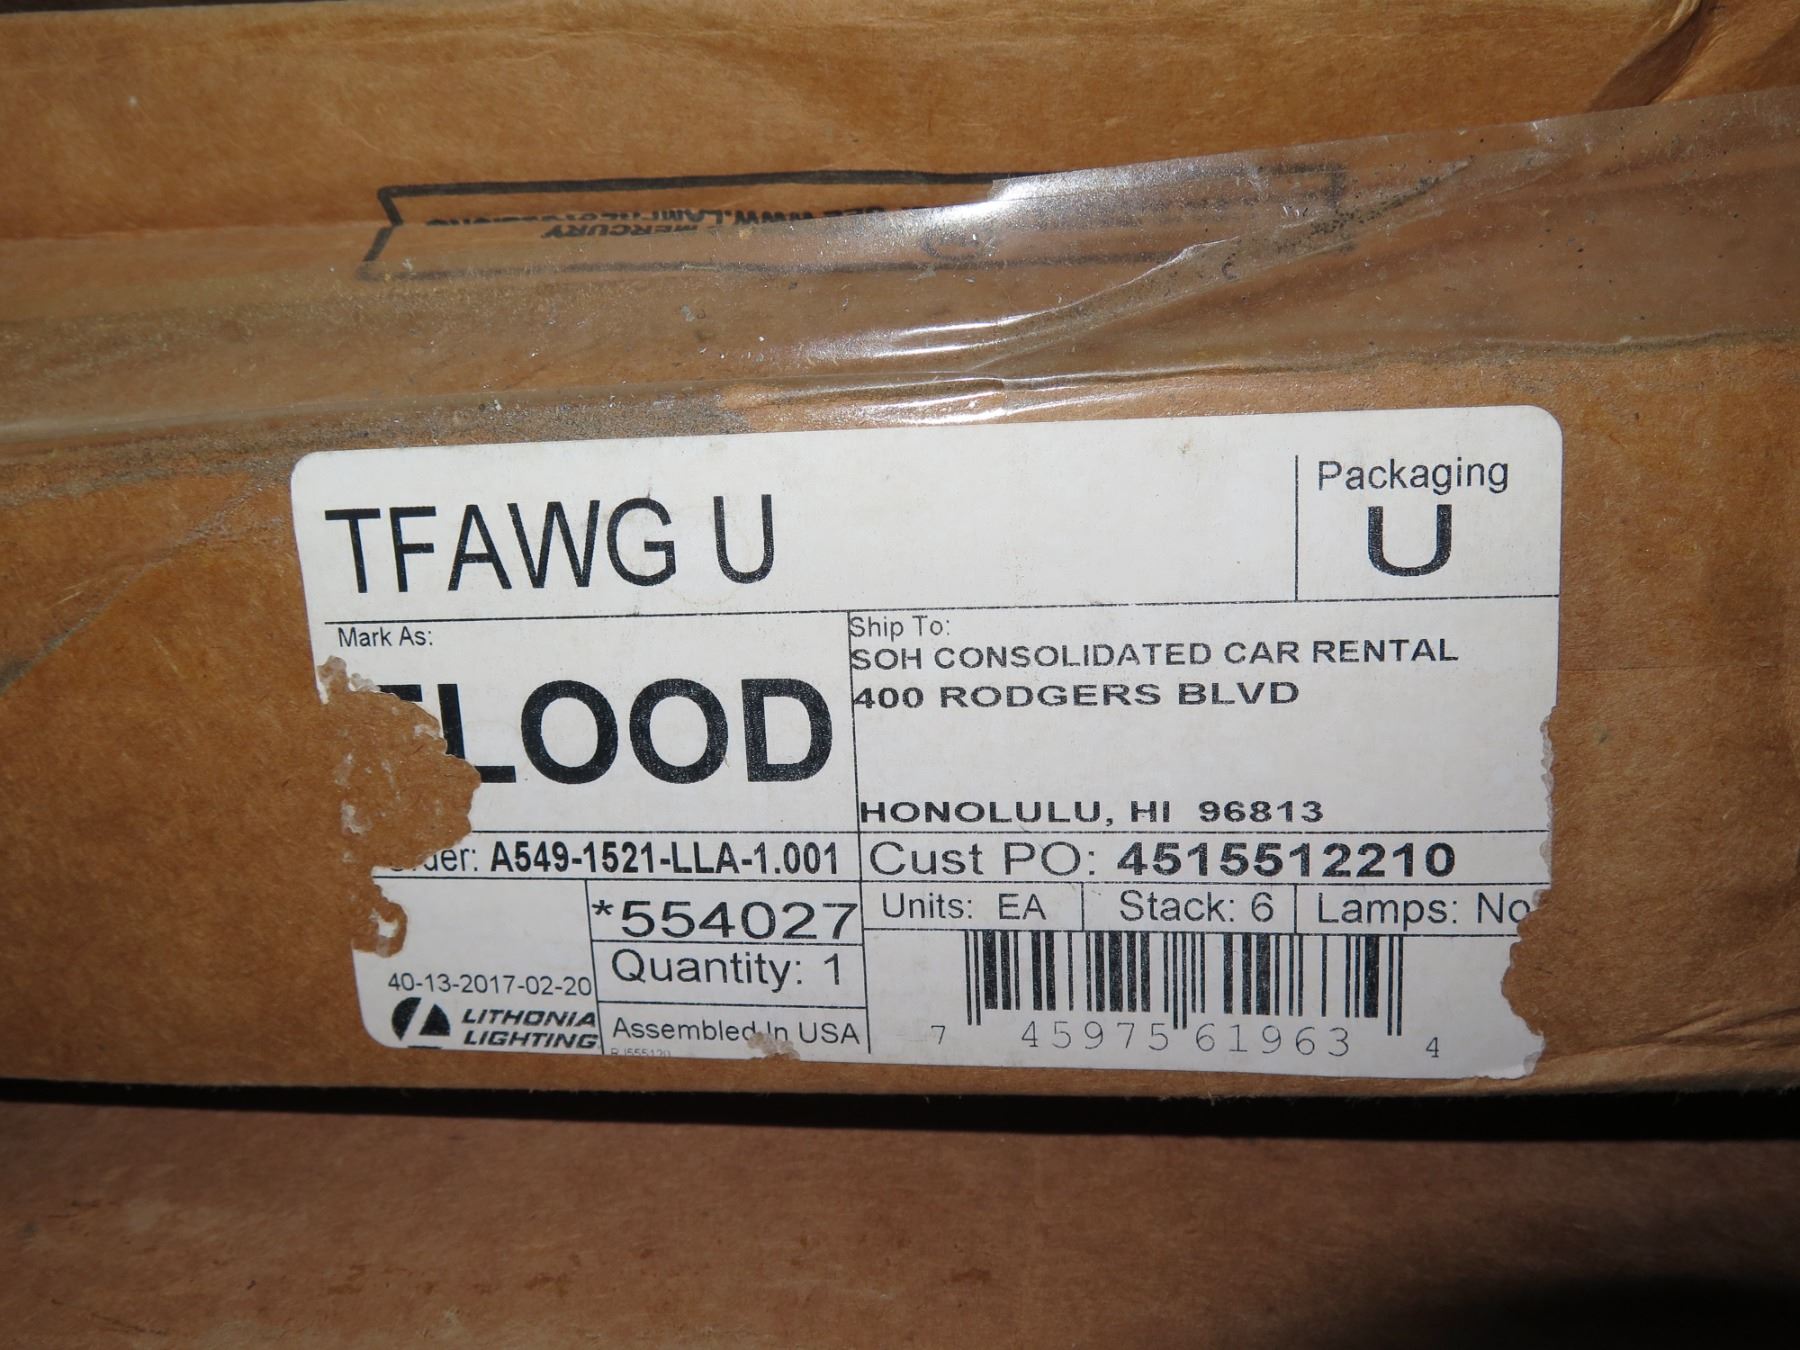 MERCURY
TFAWG U
Packaging
U
Mark As:
LOOD
Ship To:
SOH CONSOLIDATED CAR RENTAL
400 RODGERS BLVD
HONOLULU, HI 96813
A549-1521-LLA-1.001
Cust PO: 4515512210
*554027
Units: EA
Stack: 6
Lamps: No
Quantity: 1
40-13-2017-02-20
LITHONIA
LIGHTING
Assembled In USA
7 45975 61963 4